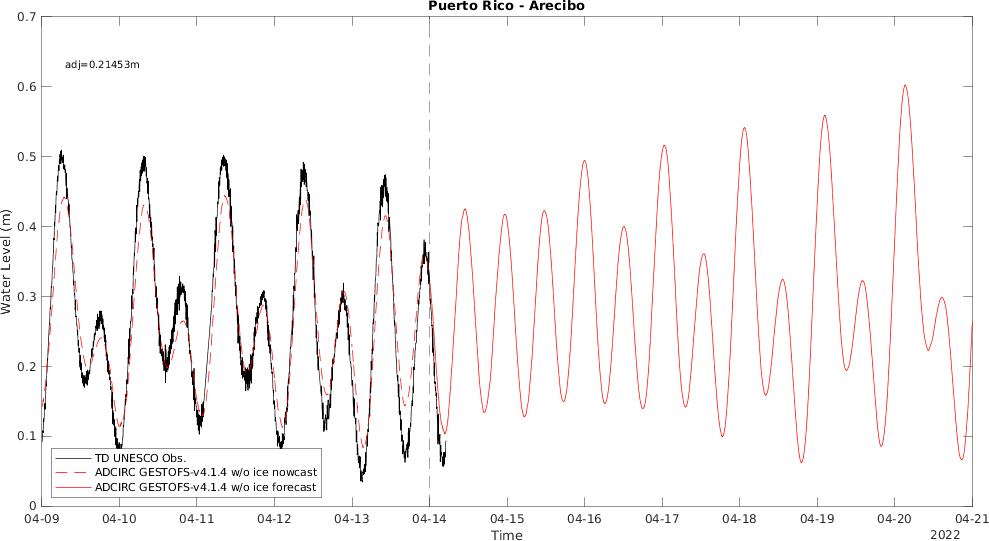 Puerto Rico - Arecibo
0.7
adj=0.21453m
0.6
0.5
0.4
Water Level (m)
0.3
0.2
0.1
TD UNESCO Obs.
ADCIRC GESTOFS-v4.1.4 w/o ice nowcast
ADCIRC GESTOFS-v4.1.4 w/o ice forecast
0
04-09 04-10 04-11 04-12 04-13 04-14 04-15 04-16 04-17 04-18 04-19 04-20 04-21
Time
2022